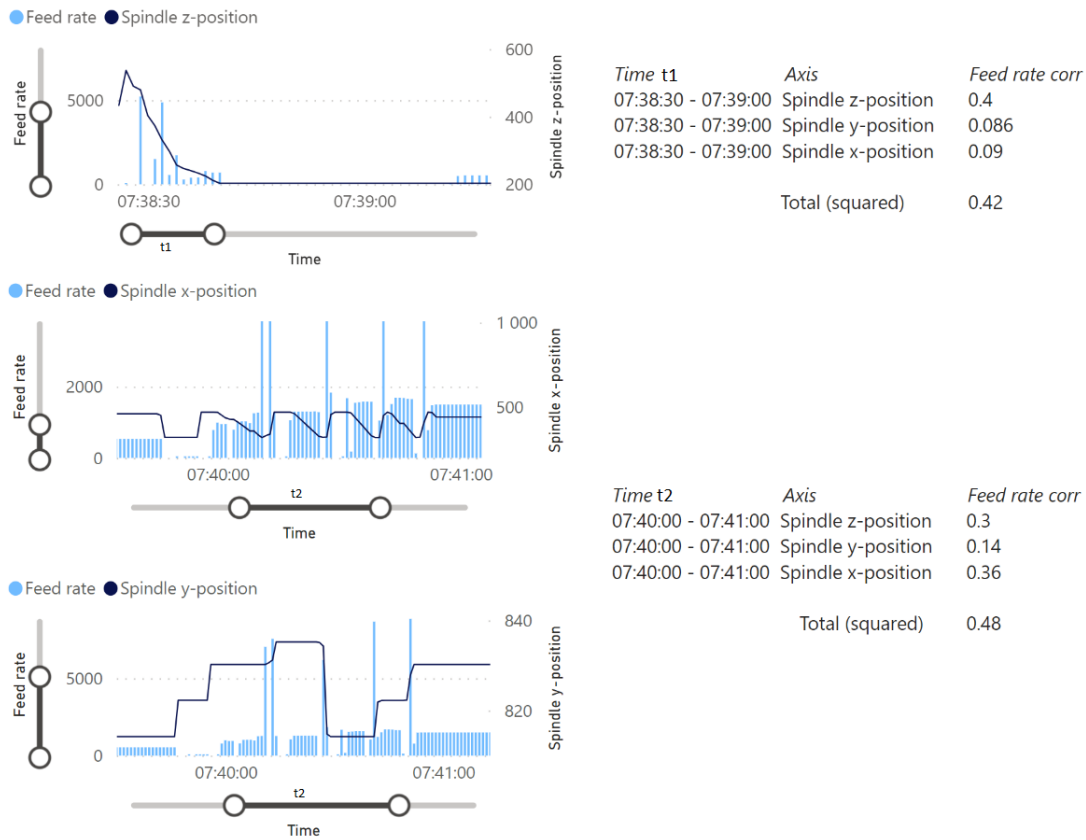 Feed rate Spindle z-position
600
5000
400
0
200
Feed rate
Spindle z-position
07:38:30 07:39:00
t1
Time
Time t1 Axis Feed rate corr
07:38:30 - 07:39:00 Spindle z-position 0.4
07:38:30 - 07:39:00 Spindle y-position 0.086
07:38:30 - 07:39:00 Spindle x-position 0.09
Total (squared) 0.42
Feed rate Spindle x-position
1 000
2000
500
0
Feed rate
Spindle x-position
07:40:00 07:41:00
t2
Time
Time t2 Axis Feed rate corr
07:40:00 - 07:41:00 Spindle z-position 0.3
07:40:00 - 07:41:00 Spindle y-position 0.14
07:40:00 - 07:41:00 Spindle x-position 0.36
Total (squared) 0.48
Feed rate Spindle y-position
840
5000
820
0
Feed rate
Spindle y-position
07:40:00 07:41:00
t2
Time